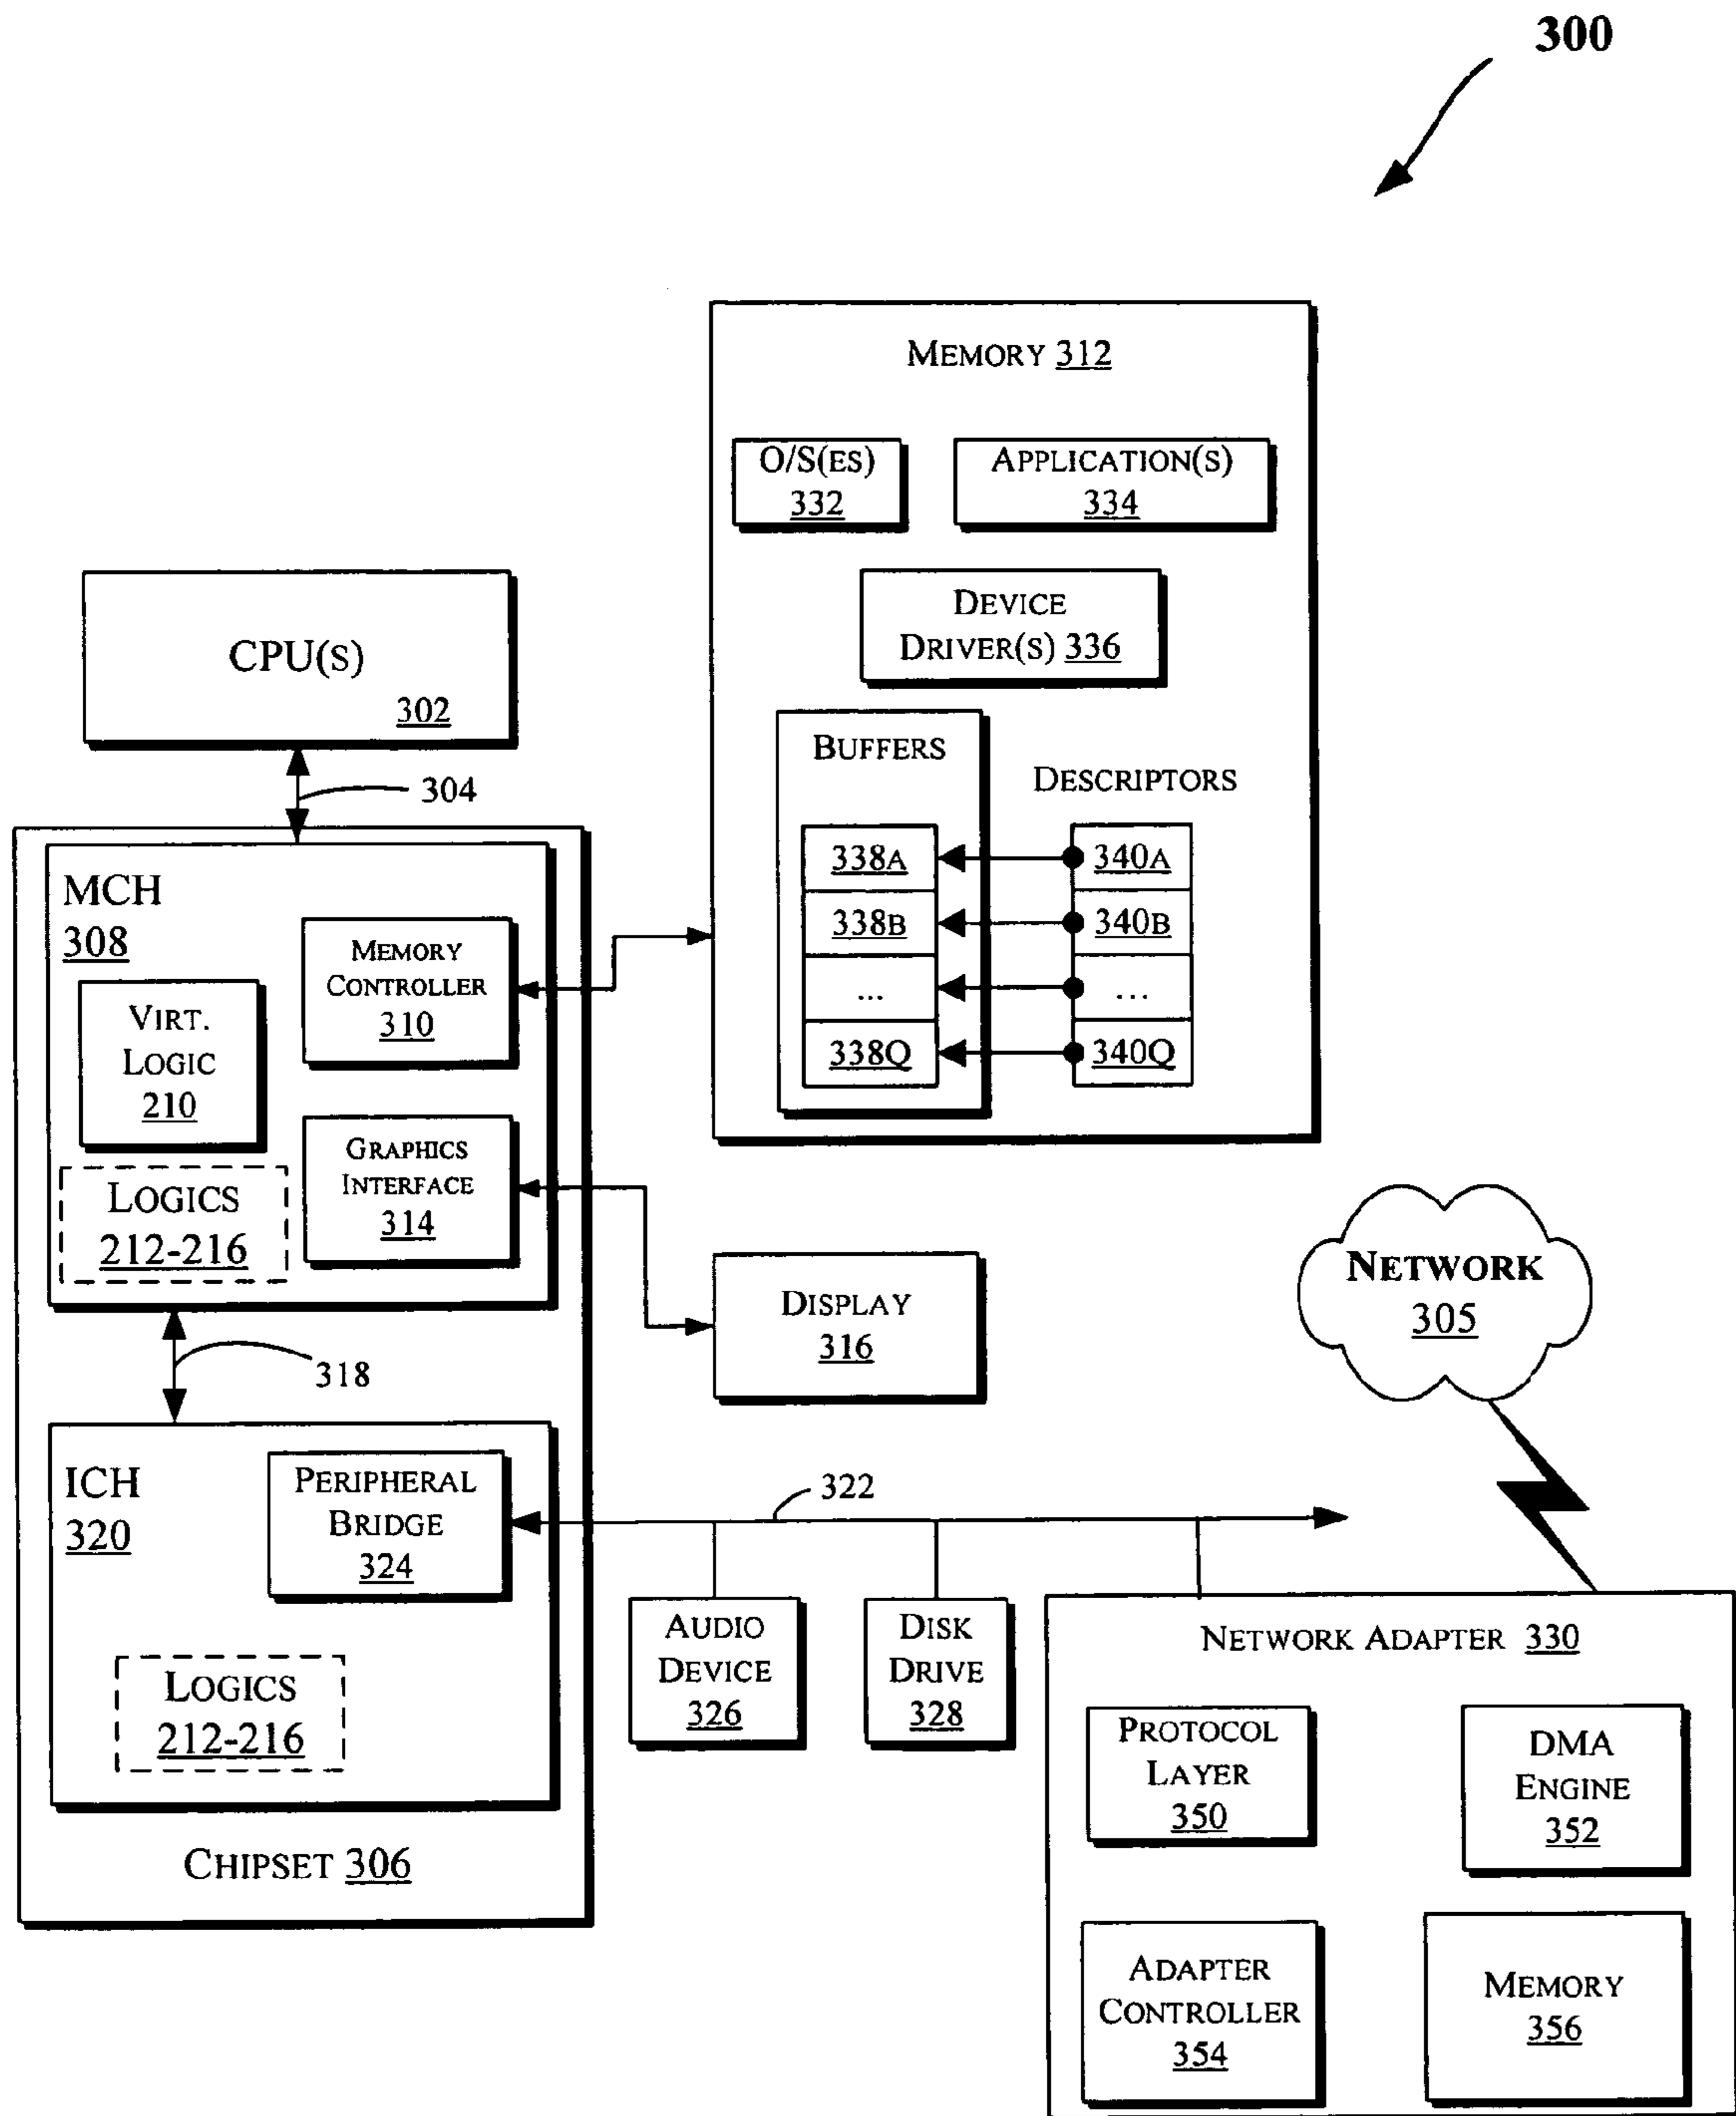 300
MEMORY 312
O/S(ES)
332
APPLICATION(S)
334
DEVICE
DRIVER(S) 336
CPU(S)
302
BUFFERS
DESCRIPTORS
304
338A
340A
338B
340B
...
...
338Q
340Q
MCH
308
MEMORY
CONTROLLER
310
VIRT.
LOGIC
210
GRAPHICS
INTERFACE
314
LOGICS
212-216
DISPLAY
316
NETWORK
305
318
ICH
320
PERIPHERAL
BRIDGE
324
322
LOGICS
212-216
AUDIO
DEVICE
326
DISK
DRIVE
328
NETWORK ADAPTER 330
PROTOCOL
LAYER
350
DMA
ENGINE
352
CHIPSET 306
ADAPTER
CONTROLLER
354
MEMORY
356